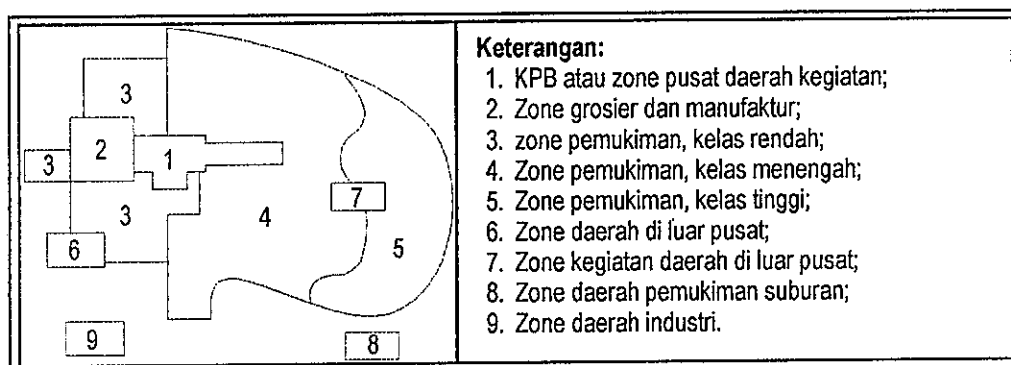 3
3
2
1
3
4
7
5
6
9
8
Keterangan:
1. KPB atau zone pusat daerah kegiatan;
2. Zone grosier dan manufaktur;
3. zone pemukiman, kelas rendah;
4. Zone pemukiman, kelas menengah;
5. Zone pemukiman, kelas tinggi;
6. Zone daerah di luar pusat;
7. Zone kegiatan daerah di luar pusat;
8. Zone daerah pemukiman suburan;
9. Zone daerah industri.